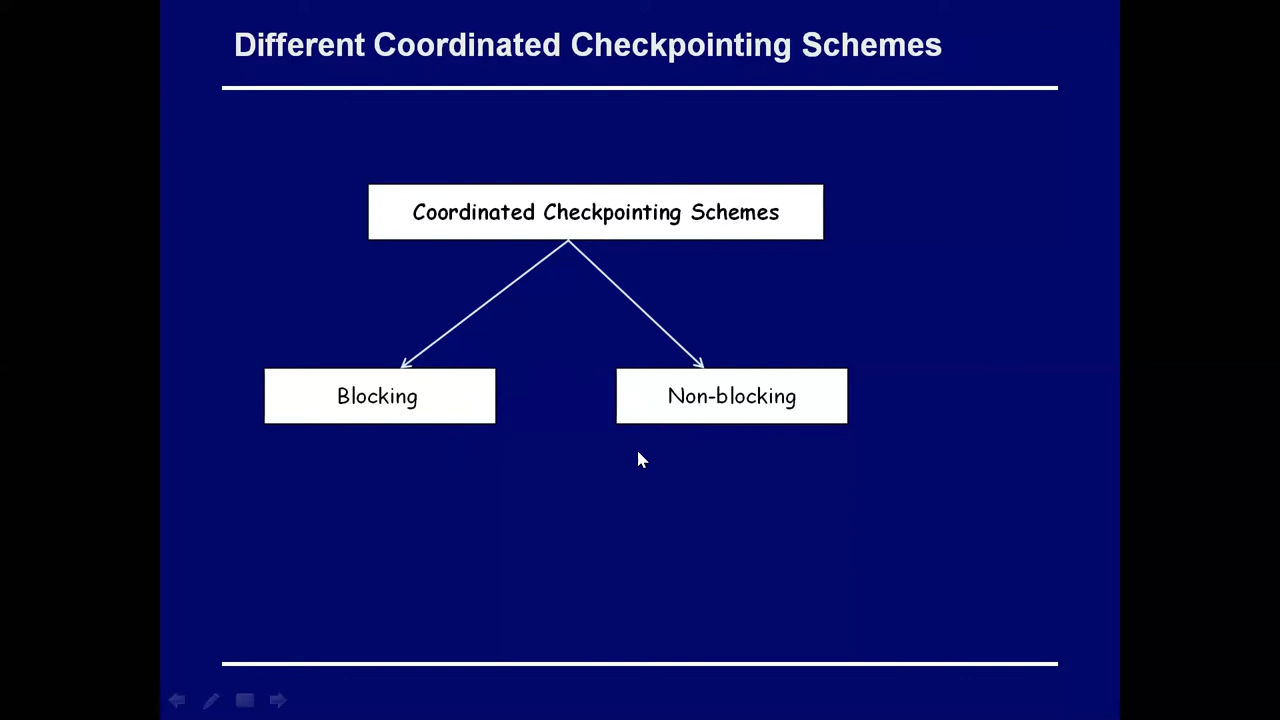 Different Coordinated Checkpointing Schemes
Coordinated Checkpointing Schemes
Blocking
Non-blocking